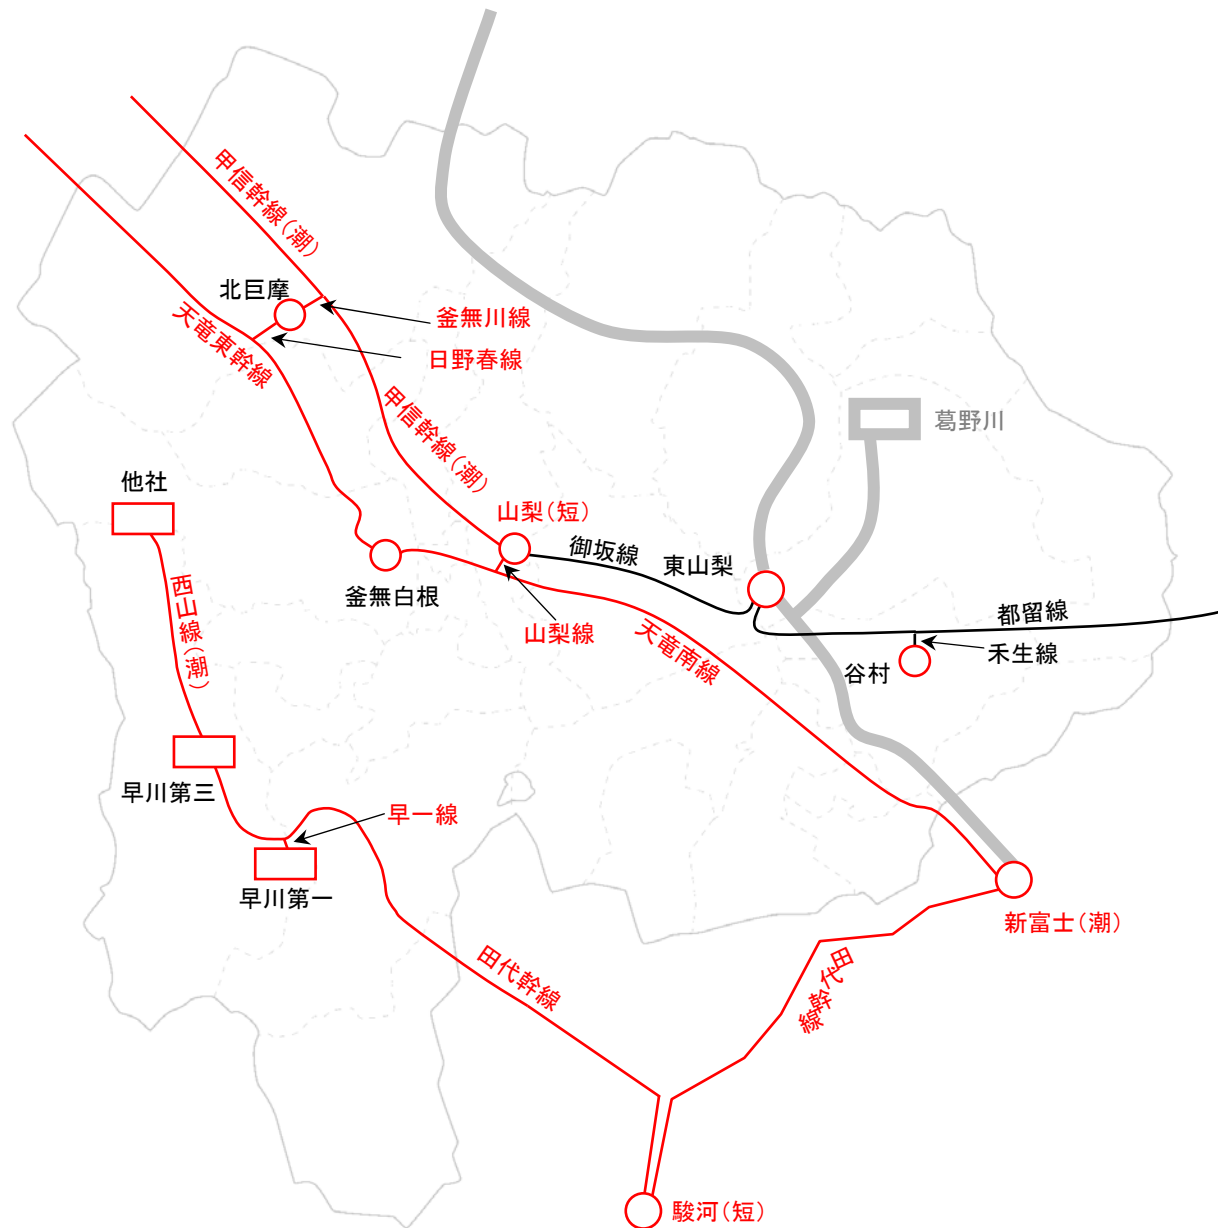 甲信幹線(潮)
北巨摩
釜無川線
天竜東幹線
日野春線
葛野川
甲信幹線(潮)
他社
山梨(短)
御坂線
東山梨
西山線(潮)
釜無白根
山梨線
天竜南線
都留線
禾生線
谷村
早川第三
早一線
早川第一
新富士(潮)
田代幹線
田代幹線
駿河(短)